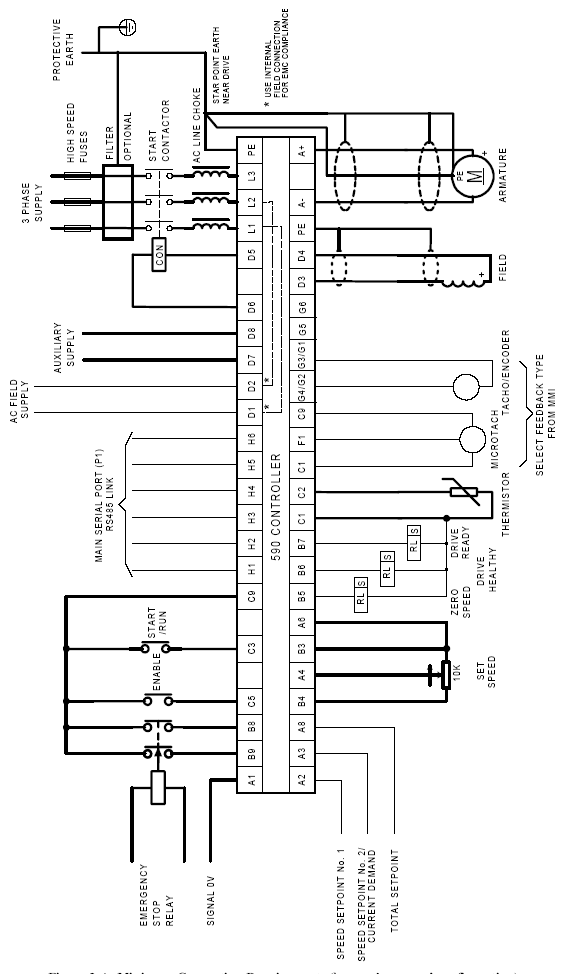 PROTECTIVE
EARTH
STAR POINT EARTH
NEAR DRIVE
* USE INTERNAL
FIELD CONNECTION
FOR EMC COMPLIANCE
HIGH SPEED
FUSES
FILTER
OPTIONAL
START
CONTACTOR
AC LINE CHOKE
3 PHASE
SUPPLY
CON
AUXILIARY
SUPPLY
AC FIELD
SUPPLY
MAIN SERIAL PORT (P1)
RS485 LINK
START
/RUN
ENABLE
EMERGENCY
STOP
RELAY
SIGNAL 0V
PE
L3
L2
L1
D5
D6
D8
D7
D2
D1
H6
H5
H4
H3
H2
H1
C9
C3
C5
B8
B9
A1
*
*
590 CONTROLLER
A+
A-
PE
D4
D3
G6
G5
G3/G1
G4/G2
C9
F1
C1
C2
C1
B7
B6
B5
A6
B3
A4
B4
A8
A3
A2
+
PE
M
ARMATURE
+
FIELD
TACHO/ENCODER
MICROTACH
SELECT FEEDBACK TYPE
FROM MMI
THERMISTOR
RL S
RL S
RL S
DRIVE
READY
DRIVE
HEALTHY
ZERO
SPEED
10K
SET
SPEED
SPEED SETPOINT No. 1
SPEED SETPOINT No. 2/
CURRENT DEMAND
TOTAL SETPOINT